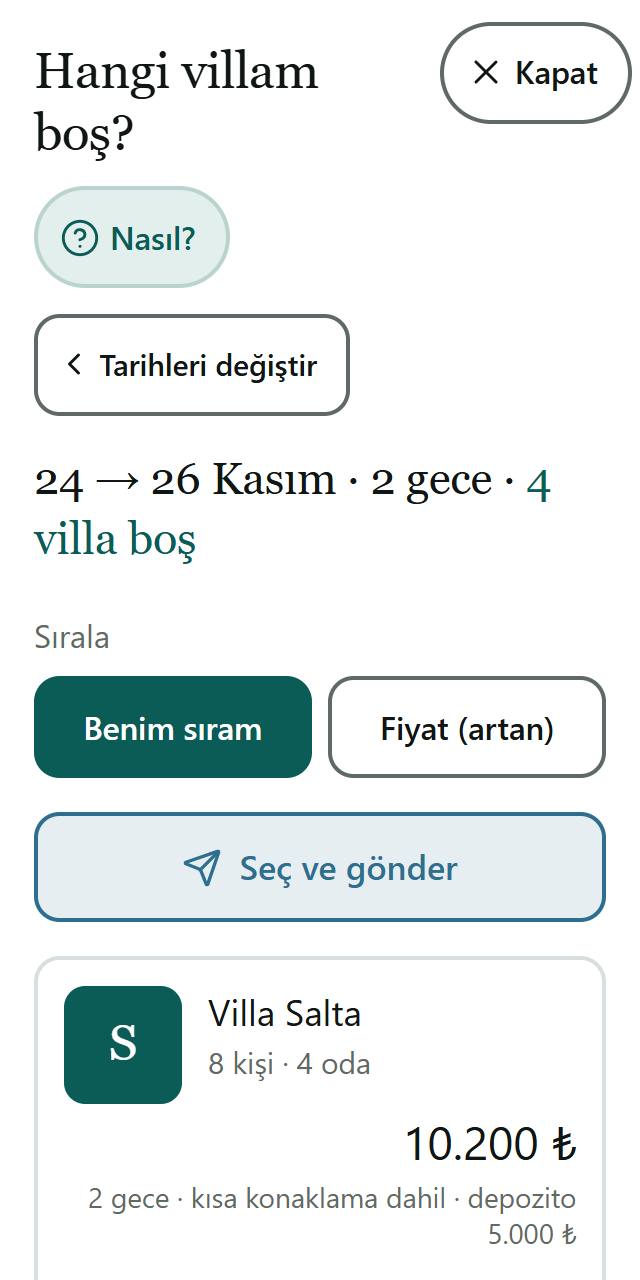 Hangi villam
boş?
Kapat
Nasıl?
Tarihleri değiştir
24 → 26 Kasım · 2 gece · 4
villa boş
Sırala
Benim sıram
Fiyat (artan)
Seç ve gönder
S
Villa Salta
8 kişi · 4 oda
10.200 ₺
2 gece · kısa konaklama dahil · depozito
5.000 ₺